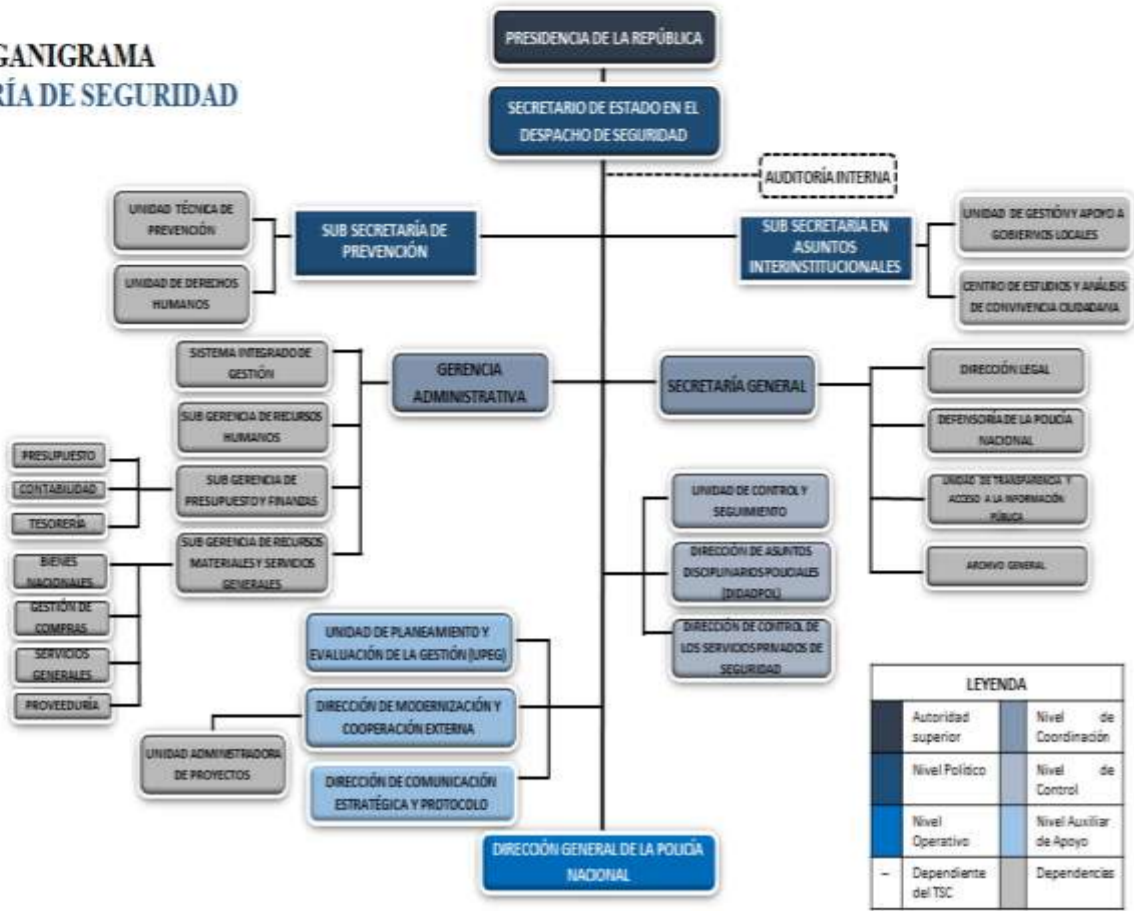 GANIGRAMA
RÍA DE SEGURIDAD
PRESIDENCIA DE LA REPÚBLICA
SECRETARIO DE ESTADO EN EL
DESPACHO DE SEGURIDAD
AUDITORÍA INTERNA
UNIDAD TÉCNICA DE
PREVENCIÓN
UNIDAD DE DERECHOS
HUMANOS
SUB SECRETARÍA DE
PREVENCIÓN
SUB SECRETARÍA EN
ASUNTOS
INTERINSTITUCIONALES
UNIDAD DE GESTIÓN Y APOYO A
GOBIERNOS LOCALES
CENTRO DE ESTUDIOS Y ANÁLISIS
DE CONVIVENCIA CIUDADANA
SISTEMA INTEGRADO DE
GESTIÓN
SUB GERENCIA DE RECURSOS
HUMANOS
SUB GERENCIA DE
PRESUPUESTO Y FINANZAS
SUB GERENCIA DE RECURSOS
MATERIALES Y SERVICIOS
GENERALES
GERENCIA
ADMINISTRATIVA
SECRETARÍA GENERAL
DIRECCIÓN LEGAL
DEFENSORÍA DE LA POLICÍA
NACIONAL
UNIDAD DE TRANSPARENCIA Y
ACCESO A LA INFORMACIÓN
PÚBLICA
ARCHIVO GENERAL
PRESUPUESTO
CONTABILIDAD
TESORERÍA
BIENES
NACIONALES
GESTIÓN DE
COMPRAS
SERVICIOS
GENERALES
PROVEEDURÍA
UNIDAD DE CONTROL Y
SEGUIMIENTO
DIRECCIÓN DE ASUNTOS
DISCIPLINARIOS POLICIALES
(DIDADPOL)
DIRECCIÓN DE CONTROL DE
LOS SERVICIOS PRIVADOS DE
SEGURIDAD
UNIDAD DE PLANEAMIENTO Y
EVALUACIÓN DE LA GESTIÓN (UPEG)
DIRECCIÓN DE MODERNIZACIÓN Y
COOPERACIÓN EXTERNA
DIRECCIÓN DE COMUNICACIÓN
ESTRATÉGICA Y PROTOCOLO
UNIDAD ADMINISTRADORA
DE PROYECTOS
DIRECCIÓN GENERAL DE LA POLICÍA
NACIONAL
LEYENDA
Autoridad
superior
Nivel de
Coordinación
Nivel Político
Nivel de
Control
Nivel
Operativo
Nivel Auxiliar
de Apoyo
– Dependiente
del TSC
Dependencias